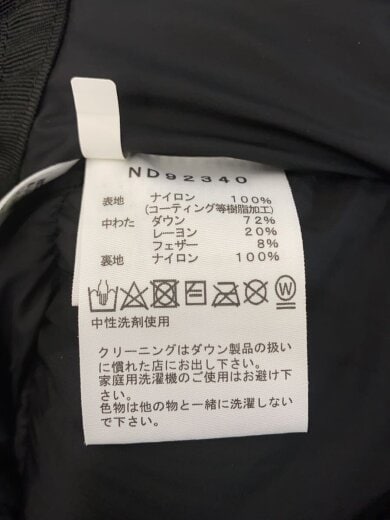 ND92340
表地 ナイロン 100%
(コーティング等樹脂加工)
中わた ダウン 72%
レーヨン 20%
フェザー 8%
裏地 ナイロン 100%
W
中性洗剤使用
クリーニングはダウン製品の扱い
に慣れた店にお出し下さい。
家庭用洗濯機のご使用はお避け下
さい。
色物は他の物と一緒に洗濯しない
で下さい。